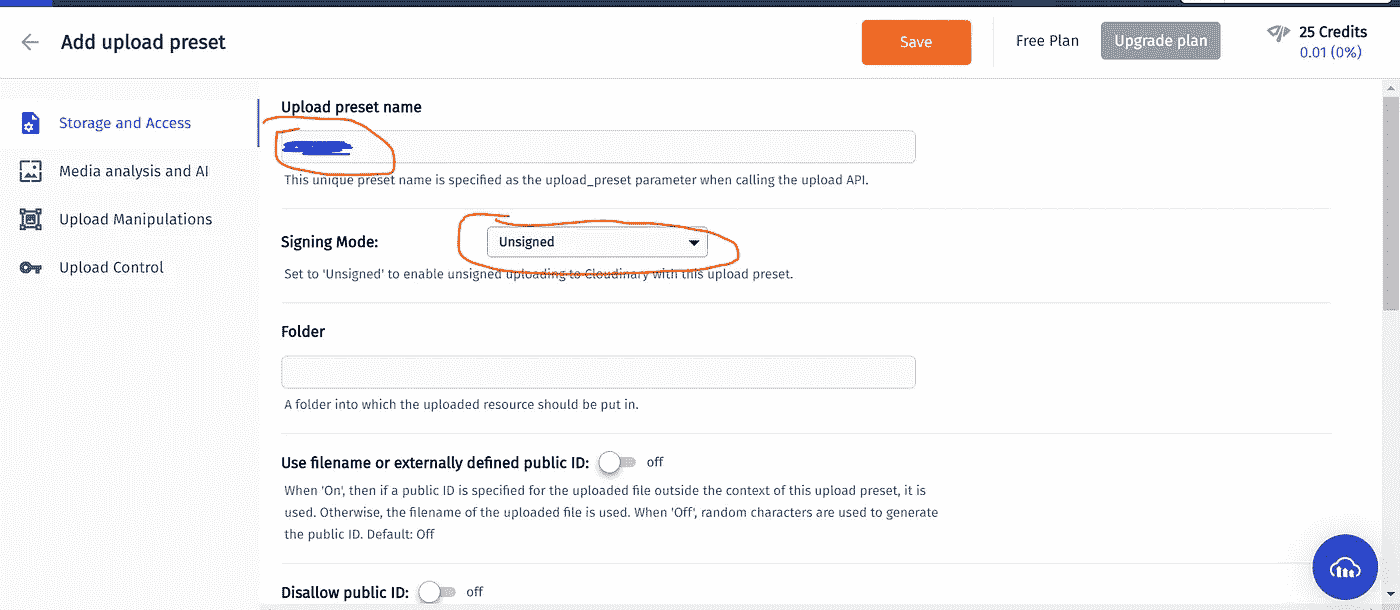 Add upload preset
Save
Free Plan
Upgrade plan
25 Credits
0.01 (0%)
Storage and Access
Media analysis and AI
Upload Manipulations
Upload Control
Upload preset name
This unique preset name is specified as the upload_preset parameter when calling the upload API.
Signing Mode:
Unsigned
Set to 'Unsigned' to enable unsigned uploading to Cloudinary with this upload preset.
Folder
A folder into which the uploaded resource should be put in.
Use filename or externally defined public ID:
off
When 'On', then if a public ID is specified for the uploaded file outside the context of this upload preset, it is
used. Otherwise, the filename of the uploaded file is used. When 'Off', random characters are used to generate
the public ID. Default: Off
Disallow public ID:
off